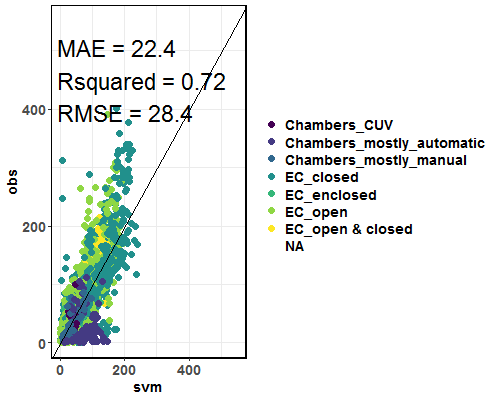 MAE = 22.4
Rsquared = 0.72
RMSE = 28.4
obs
400
200
0
0 200 400
svm
Chambers_CUV
Chambers_mostly_automatic
Chambers_mostly_manual
EC_closed
EC_enclosed
EC_open
EC_open & closed
NA